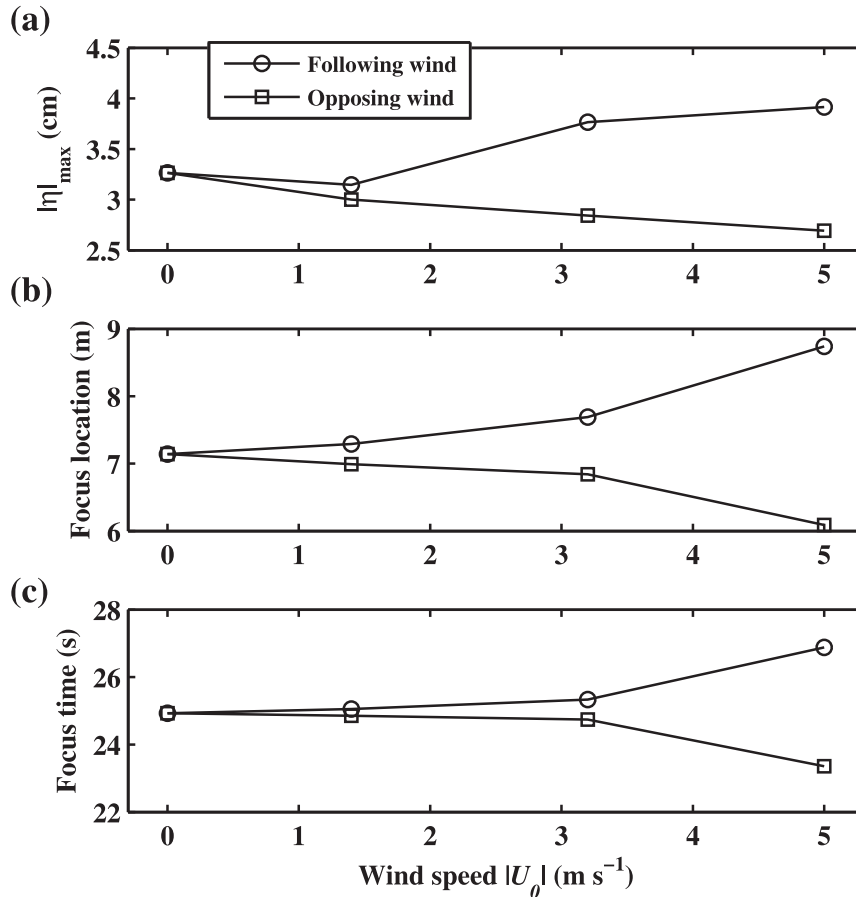 (a)
4.5
4
3.5
3
2.5
|η|max (cm)
Following wind
Opposing wind
0 1 2 3 4 5
(b)
9
8
7
6
Focus location (m)
0 1 2 3 4 5
(c)
28
26
24
22
Focus time (s)
0 1 2 3 4 5
Wind speed |U0| (m s−1)